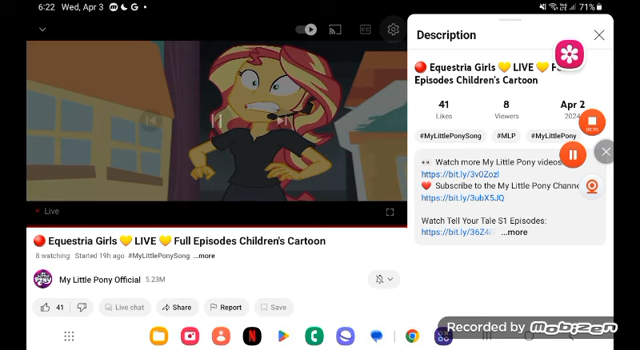 6:22 Wed, Apr 3
71%
Live
🔴 Equestria Girls 💛 LIVE 💛 Full Episodes Children's Cartoon
8 watching Started 19h ago #MyLittlePonySong ...more
My Little Pony Official 5.23M
41
Live chat
Share
Report
Save
Description
🔴 Equestria Girls 💛 LIVE 💛 Fu
Episodes Children's Cartoon
41 8 Apr 2
Likes Viewers 2024
#MyLittlePonySong #MLP #MyLittlePony
👀 Watch more My Little Pony videos
https://bit.ly/3v0Zozl
❤️ Subscribe to the My Little Pony Channe
https://bit.ly/3ubX5JQ
Watch Tell Your Tale S1 Episodes:
https://bit.ly/36Z4 ...more
Recorded by Mobizen